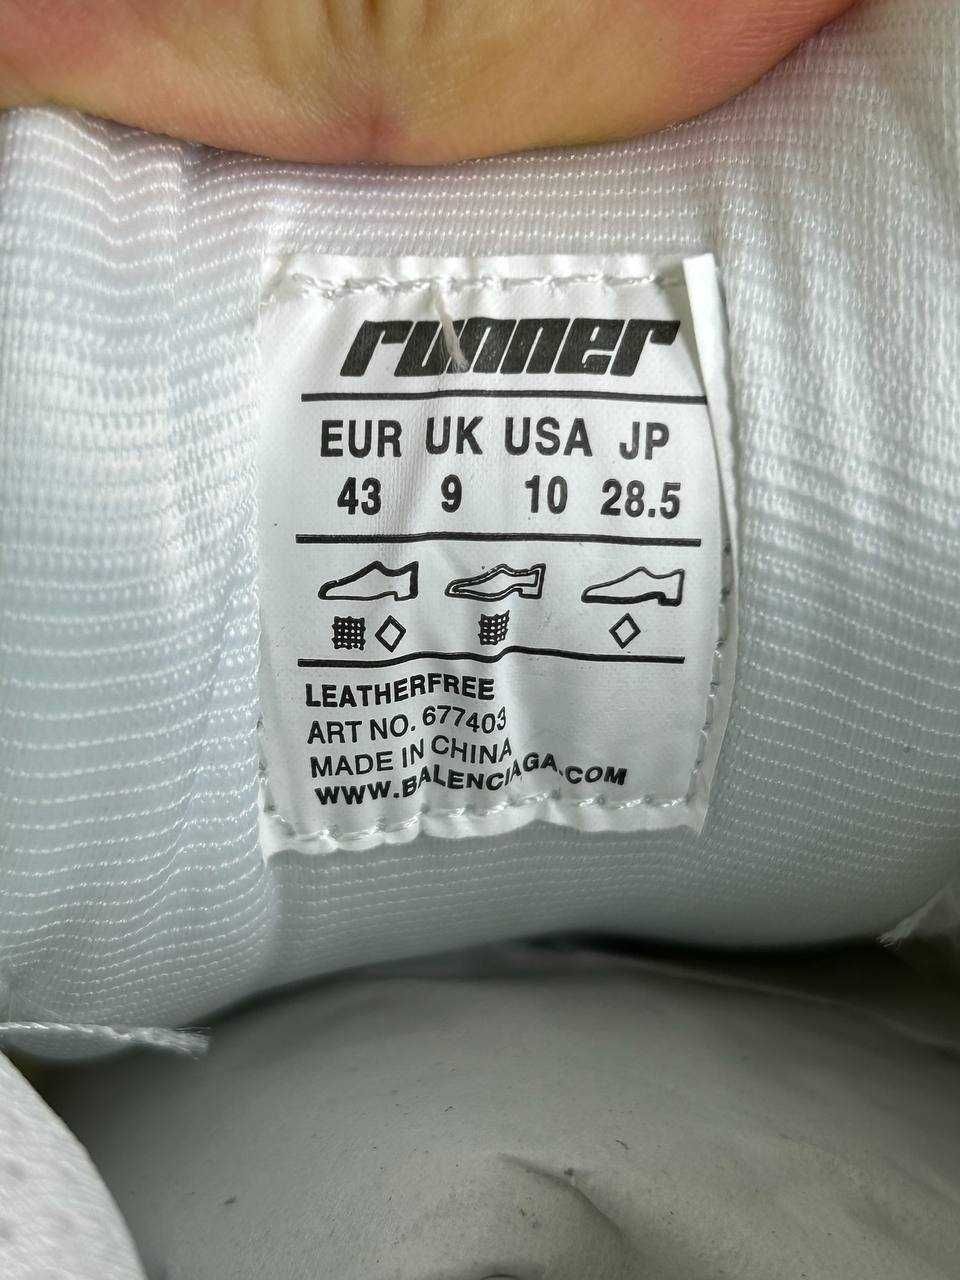 runner
EUR UK USA JP
43 9 10 28.5
LEATHERFREE
ART NO. 677403
MADE IN CHINA
WWW.BALENCIAGA.COM